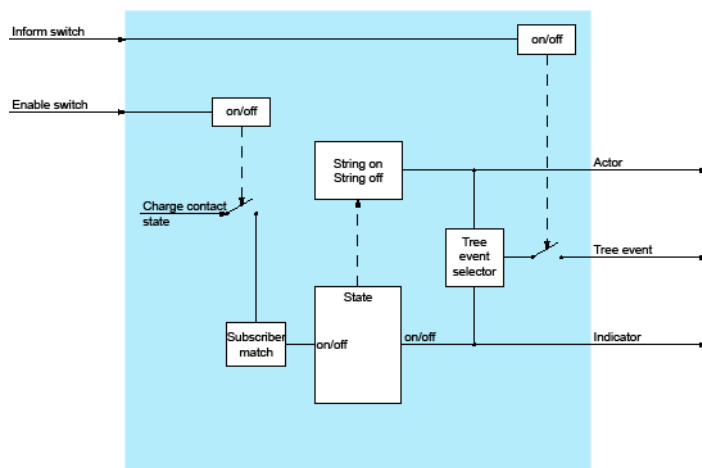 Inform switch
on/off
Enable switch
on/off
String on
String off
Actor
Charge contact
state
Tree
event
selector
Tree event
State
Subscriber
match
on/off
on/off
Indicator